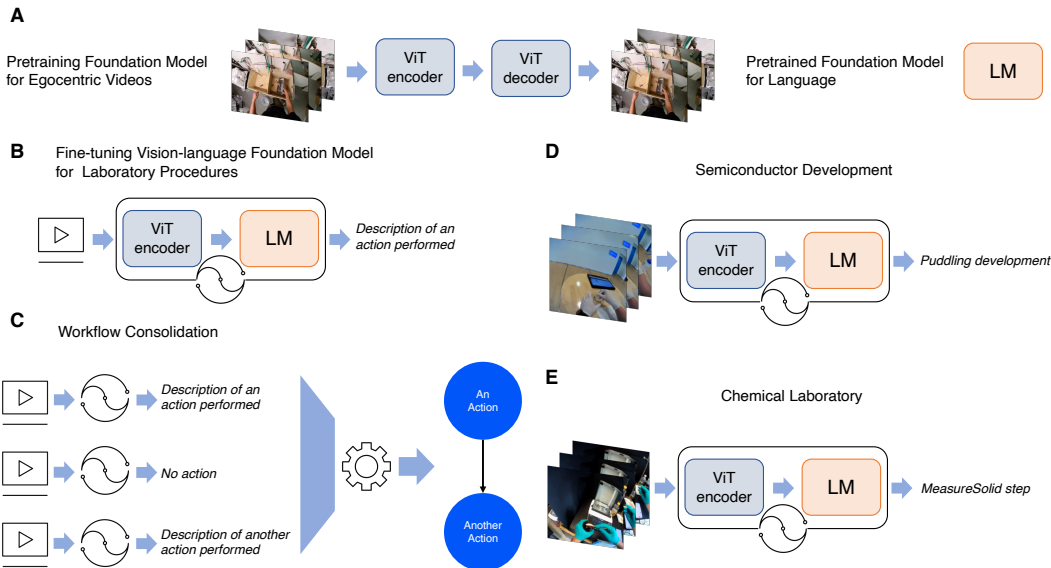 A
Pretraining Foundation Model
for Egocentric Videos
ViT
encoder
ViT
decoder
Pretrained Foundation Model
for Language
LM
B
Fine-tuning Vision-language Foundation Model
for Laboratory Procedures
ViT
encoder
LM
Description of an
action performed
C
Workflow Consolidation
Description of an
action performed
No action
Description of another
action performed
An
Action
Another
Action
D
Semiconductor Development
ViT
encoder
LM
Puddling development
E
Chemical Laboratory
ViT
encoder
LM
MeasureSolid step